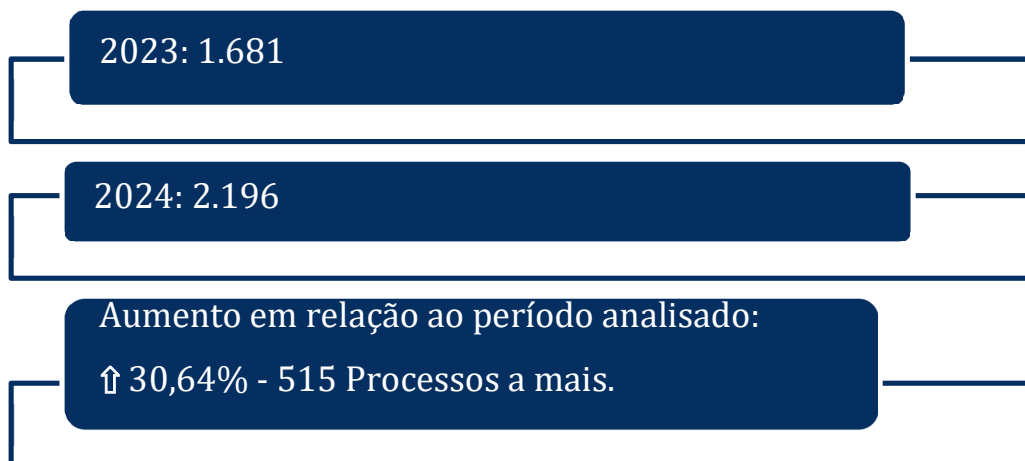 2023: 1.681
2024: 2.196
Aumento em relação ao período analisado:
⇧ 30,64% - 515 Processos a mais.